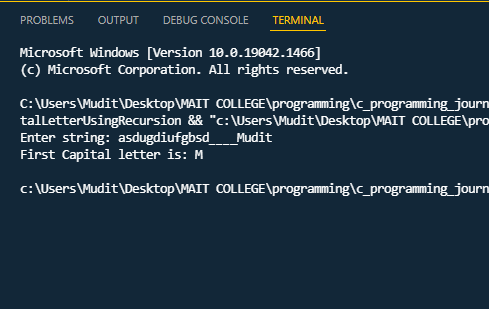 PROBLEMS OUTPUT DEBUG CONSOLE TERMINAL
Microsoft Windows [Version 10.0.19042.1466]
(c) Microsoft Corporation. All rights reserved.
C:\Users\Mudit\Desktop\MAIT COLLEGE\programming\c_programming_journ
talLetterUsingRecursion && "c:\Users\Mudit\Desktop\MAIT COLLEGE\pro
Enter string: asdugdiufgbsd____Mudit
First Capital letter is: M
c:\Users\Mudit\Desktop\MAIT COLLEGE\programming\c_programming_journ